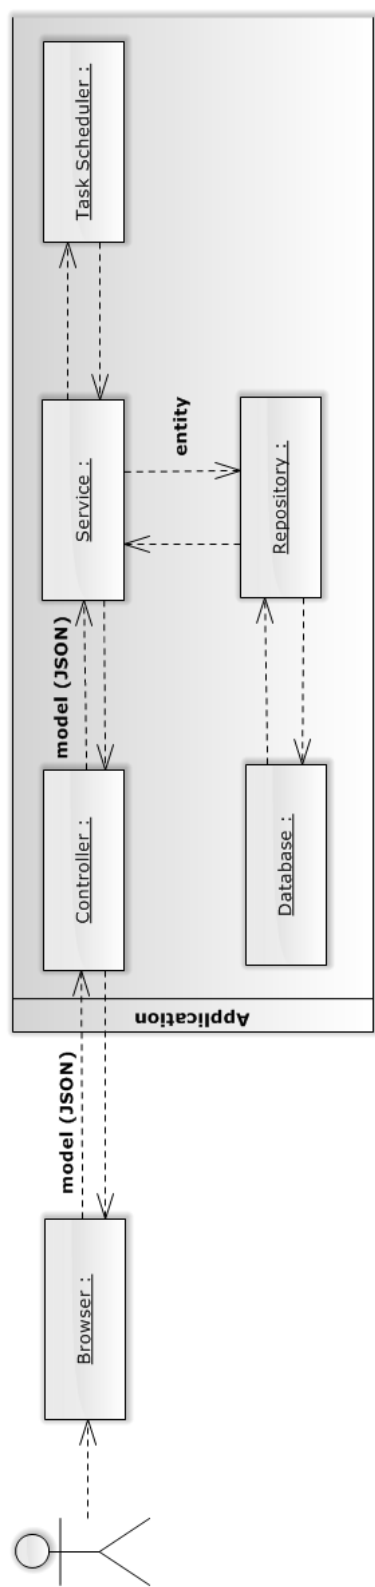 Browser :
model (JSON)
Application
Controller :
model (JSON)
Service :
Task Scheduler :
entity
Database :
Repository :